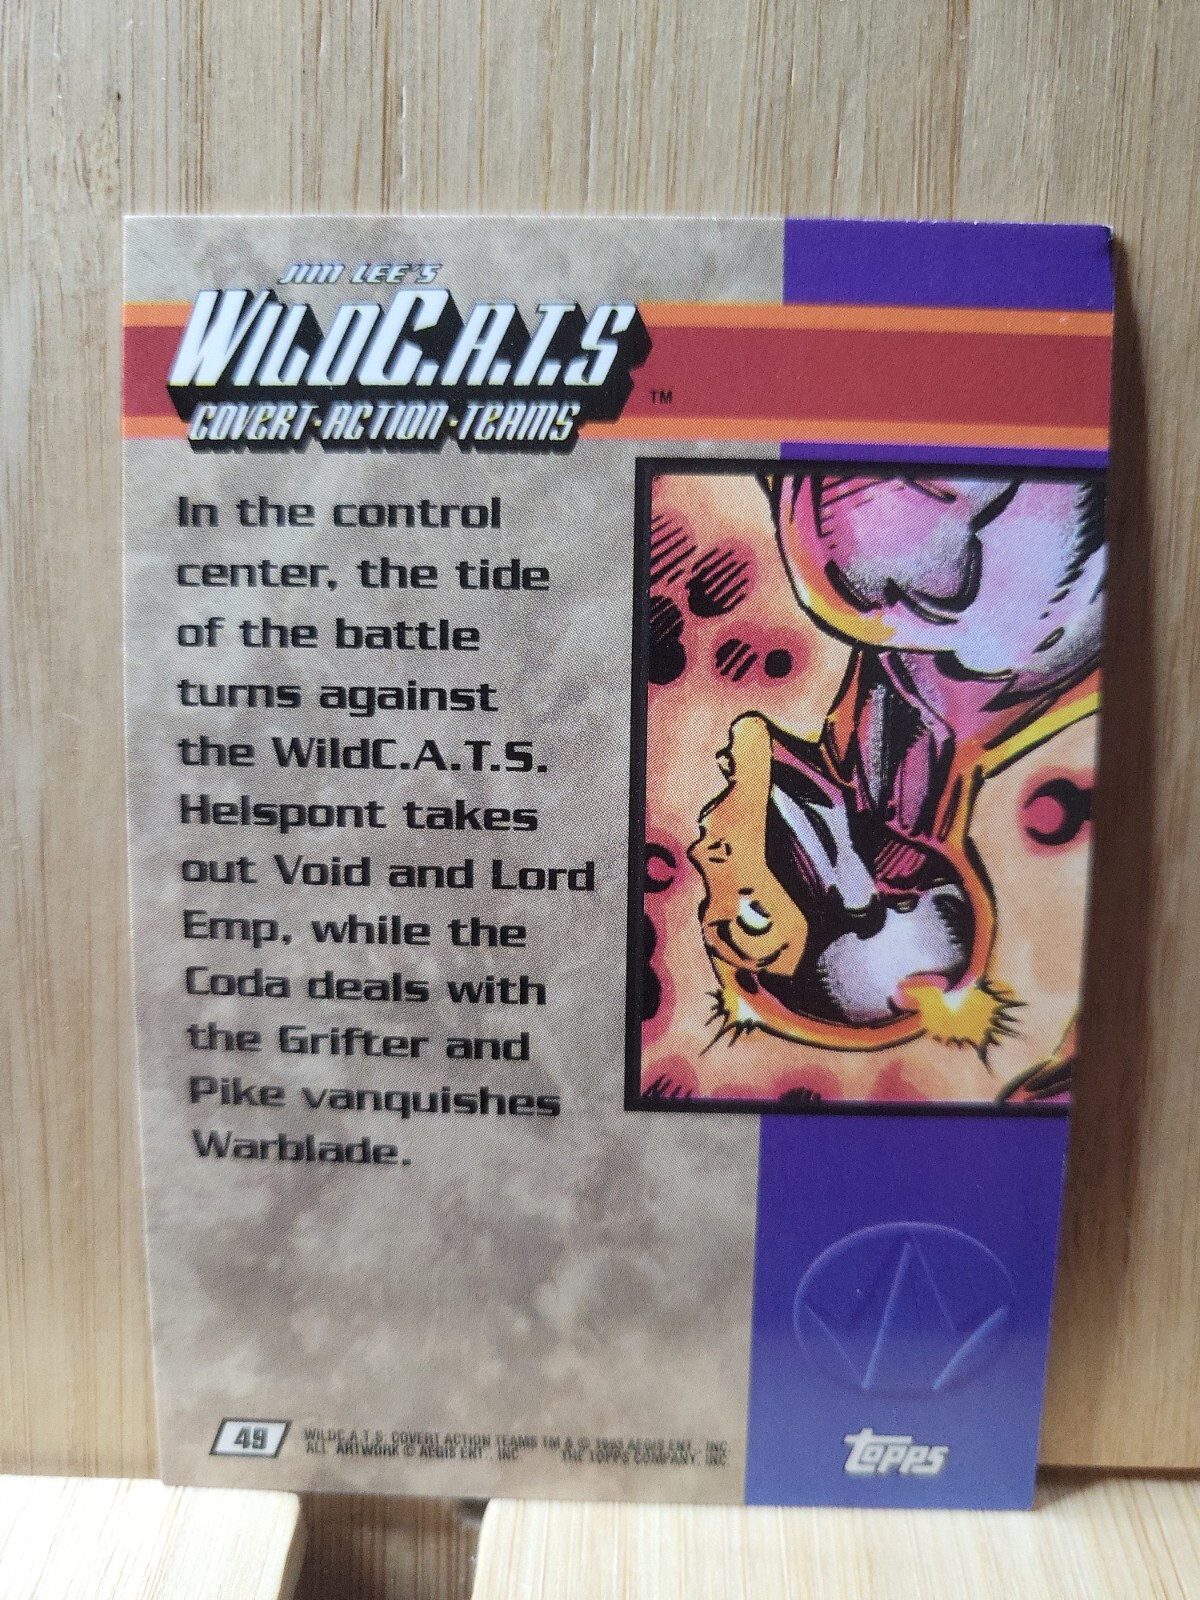 JIM LEE'S
WILDC.A.T.S
COVERT·ACTION·TEAMS
TM
In the control
center, the tide
of the battle
turns against
the WildC.A.T.S.
Helspont takes
out Void and Lord
Emp, while the
Coda deals with
the Grifter and
Pike vanquishes
Warblade.
49
WILDC.A.T.S: COVERT ACTION TEAMS TM & © 1993 AEGIS ENT., INC.
ALL ARTWORK © AEGIS ENT., INC. THE TOPPS COMPANY, INC.
TOPPS